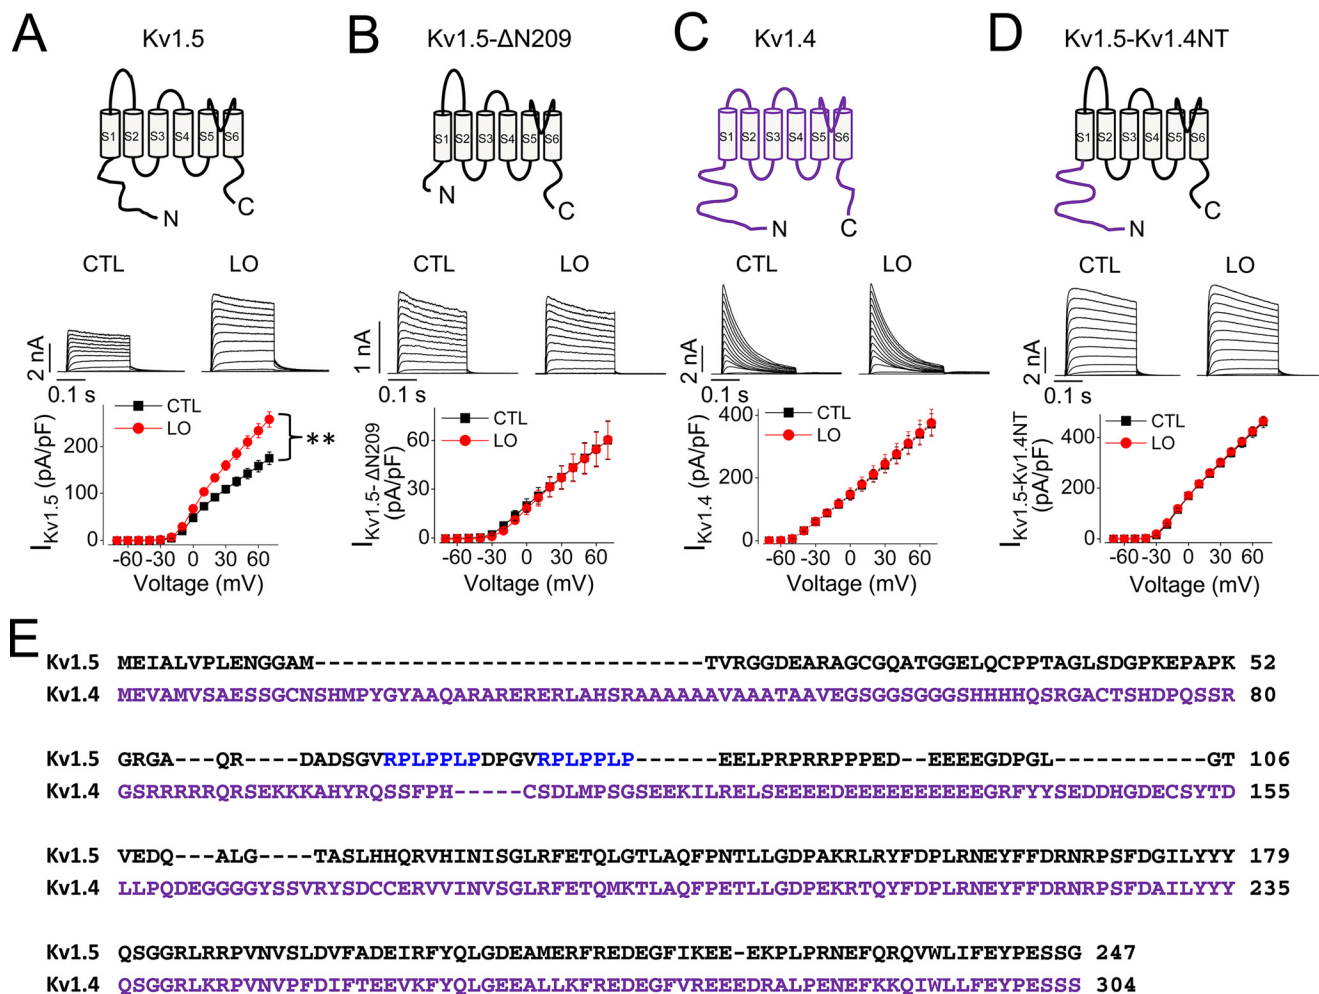 A
Kv1.5
S1 S2 S3 S4 S5 S6
N
C
CTL
LO
2 nA
0.1 s
CTL
LO
**
I Kv1.5 (pA/pF)
200
100
0
-60 -30 0 30 60
Voltage (mV)
B
Kv1.5-ΔN209
S1 S2 S3 S4 S5 S6
N
C
CTL
LO
1 nA
0.1 s
CTL
LO
I Kv1.5-ΔN209
(pA/pF)
60
30
0
-60 -30 0 30 60
Voltage (mV)
C
Kv1.4
S1 S2 S3 S4 S5 S6
N
C
CTL
LO
2 nA
0.1 s
CTL
LO
I Kv1.4 (pA/pF)
400
200
0
-60 -30 0 30 60
Voltage (mV)
D
Kv1.5-Kv1.4NT
S1 S2 S3 S4 S5 S6
N
C
CTL
LO
2 nA
0.1 s
CTL
LO
I Kv1.5-Kv1.4NT
(pA/pF)
400
200
0
-60 -30 0 30 60
Voltage (mV)
E
Kv1.5 MEIALVPLENGGAM----------------------------TVRGGDEARAGCGQATGGELQCPPTAGLSDGPKEPAPK 52
Kv1.4 MEVAMVSAESSGCNSHMPYGYAAQARARERERLAHSRAAAAAAVAAATAAVEGSGGSGGGSHHHHQSRGACTSHDPQSSR 80
Kv1.5 GRGA---QR----DADSGVRPLPPLPDPGVRPLPPLP------EELPRPRRPPPED--EEEEGDPGL-----------GT 106
Kv1.4 GSRRRRRQRSEKKKAHYRQSSFPH-----CSDLMPSGSEEKILRELSEEEEDEEEEEEEEEEGRFYYSEDDHGDECSYTD 155
Kv1.5 VEDQ---ALG----TASLHHQRVHINISGLRFETQLGTLAQFPNTLLGDPAKRLRYFDPLRNEYFFDRNRPSFDGILYYY 179
Kv1.4 LLPQDEGGGGYSSVRYSDCCERVVINVSGLRFETQMKTLAQFPETLLGDPEKRTQYFDPLRNEYFFDRNRPSFDAILYYY 235
Kv1.5 QSGGRLRRPVNVSLDVFADEIRFYQLGDEAMERFREDEGFIKEE-EKPLPRNEFQRQVWLIFEYPESSG 247
Kv1.4 QSGGRLKRPVNVPFDIFTEEVKFYQLGEEALLKFREDEGFVREEEDRALPENEFKKQIWLLFEYPESSS 304